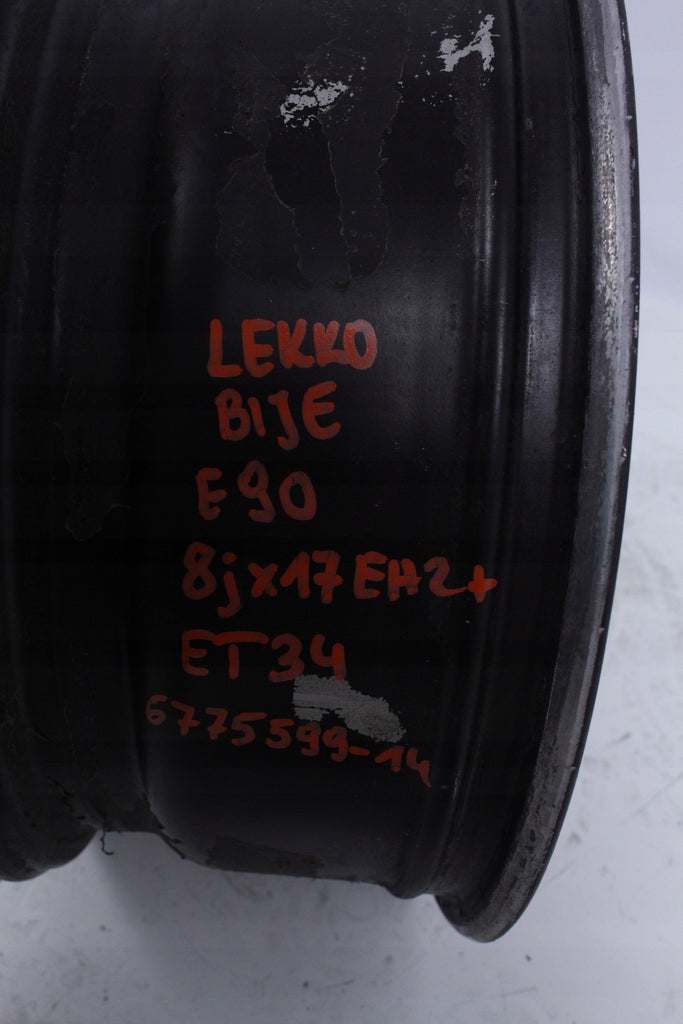 LEKKO
BIJE
E90
8jx17EH2+
ET34
6775599-14